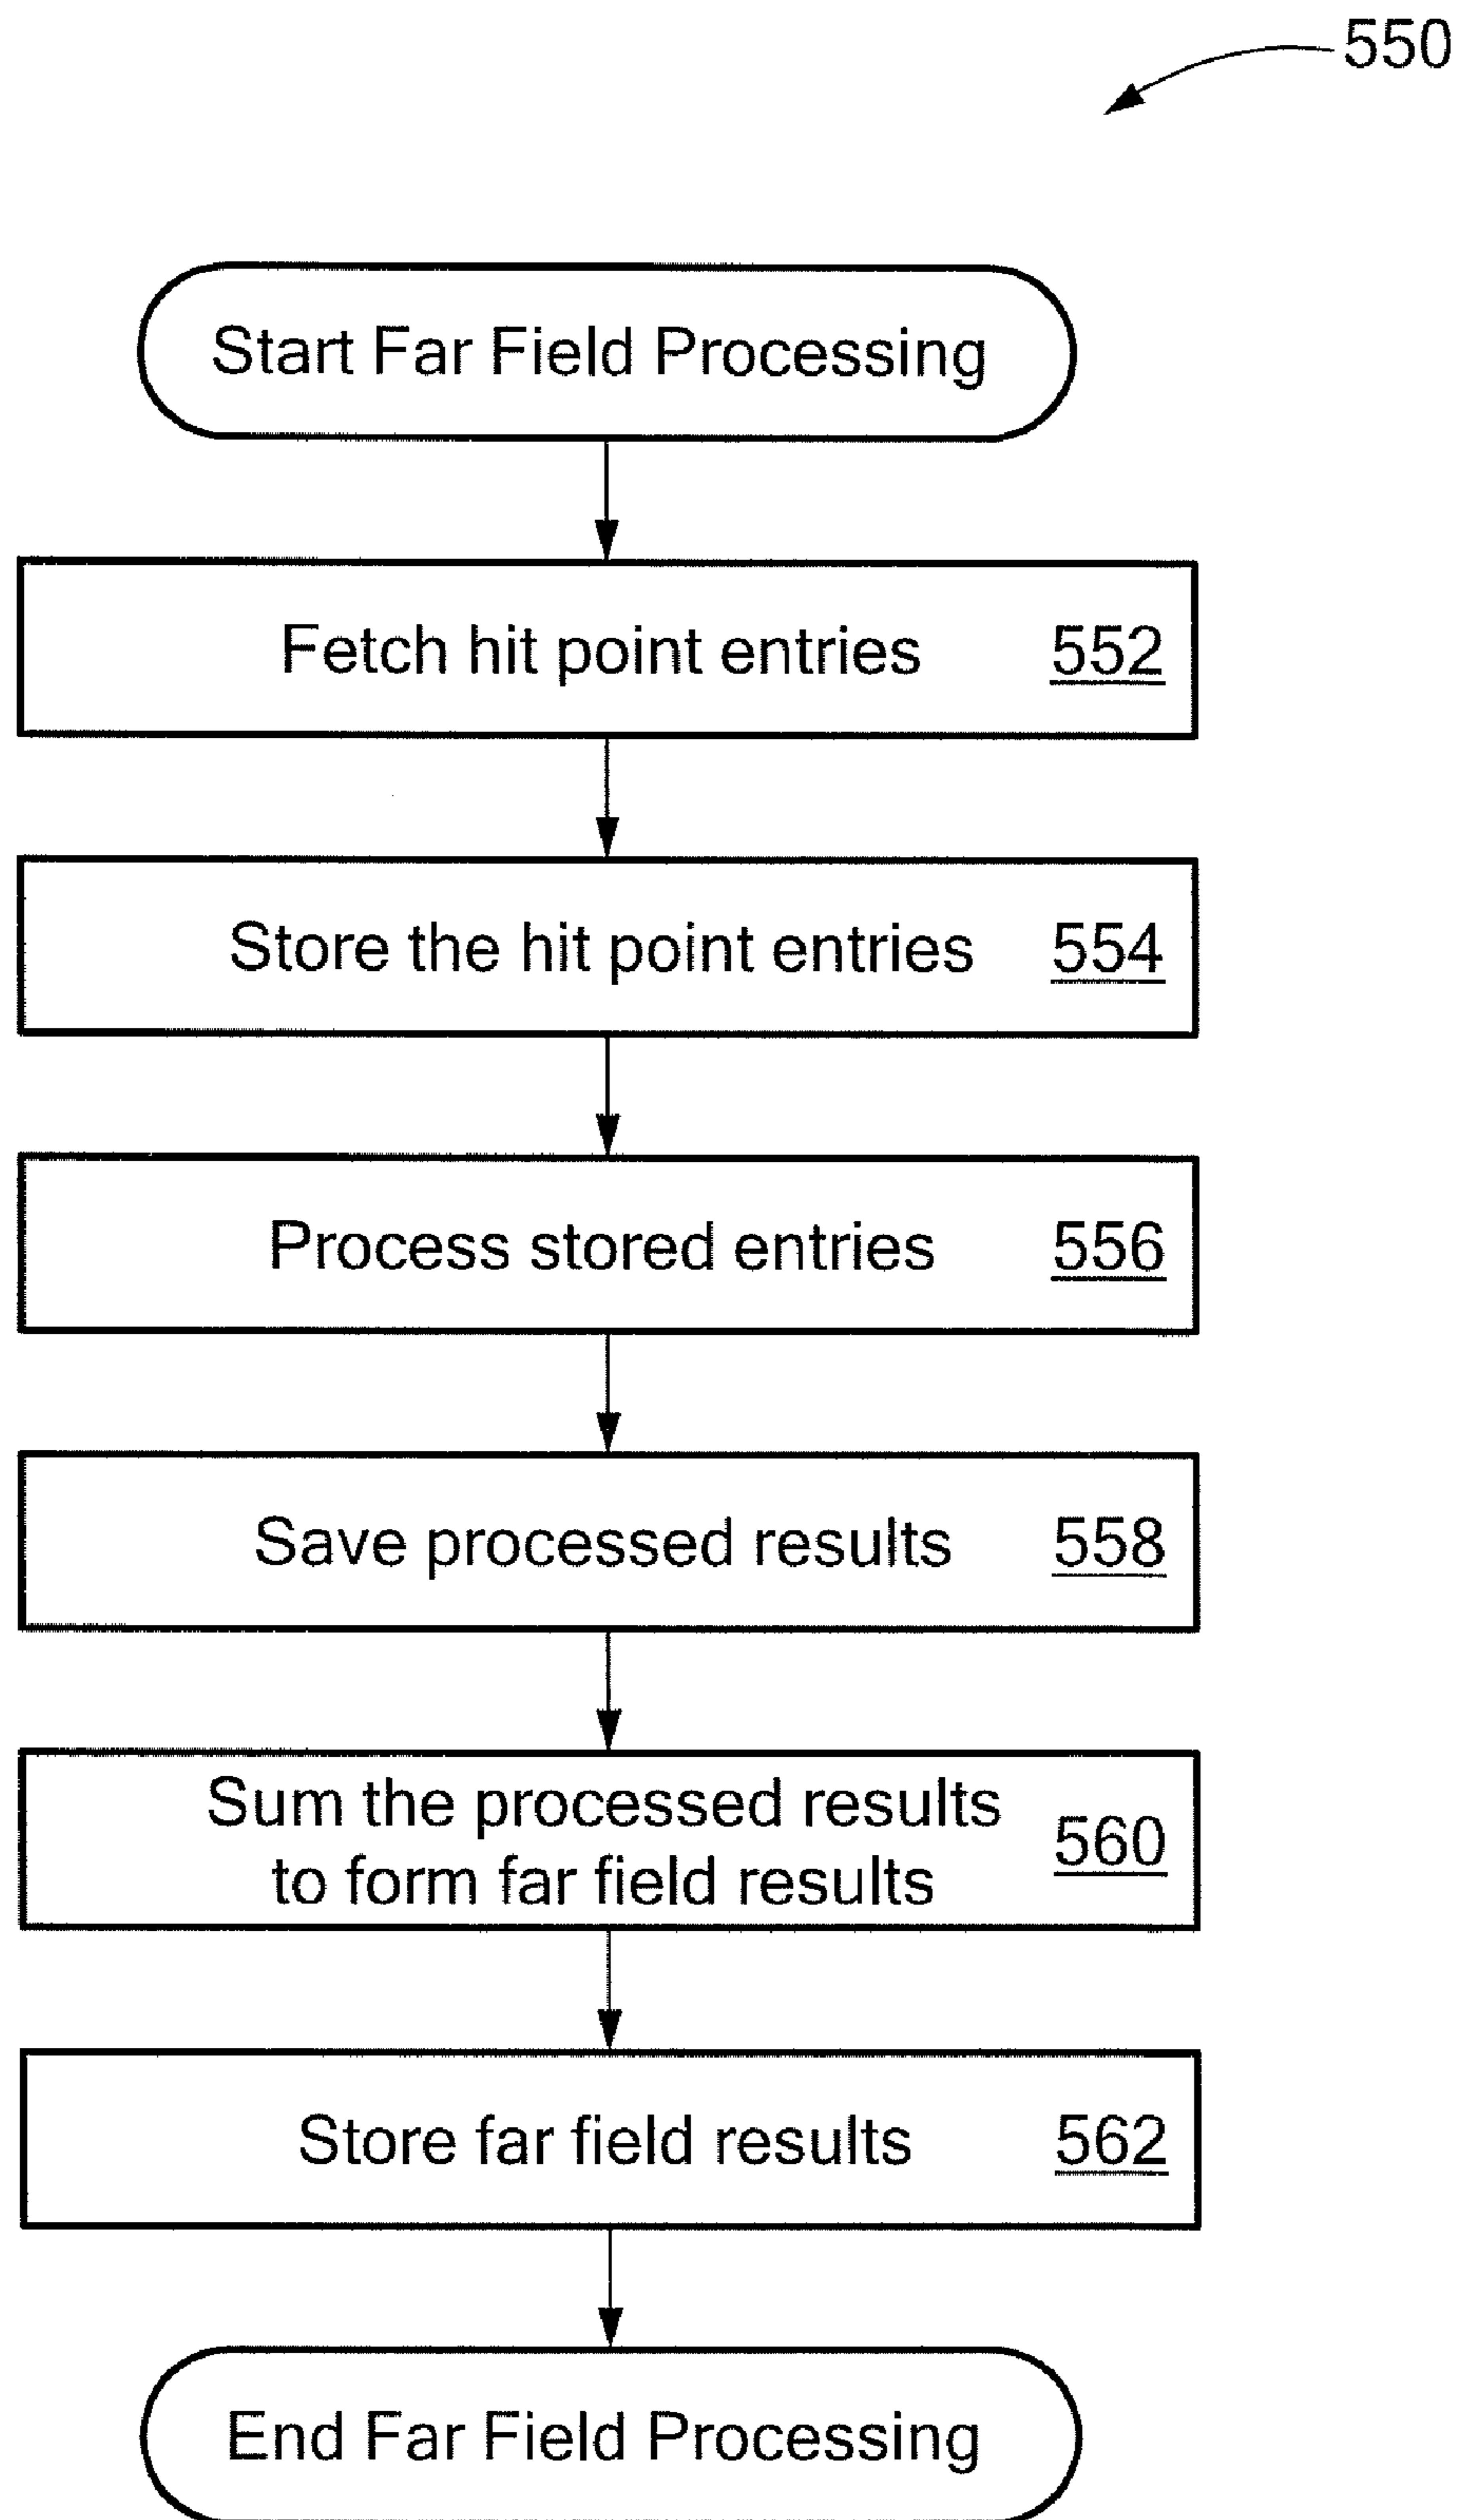 550
Start Far Field Processing
Fetch hit point entries 552
Store the hit point entries 554
Process stored entries 556
Save processed results 558
Sum the processed results
to form far field results 560
Store far field results 562
End Far Field Processing